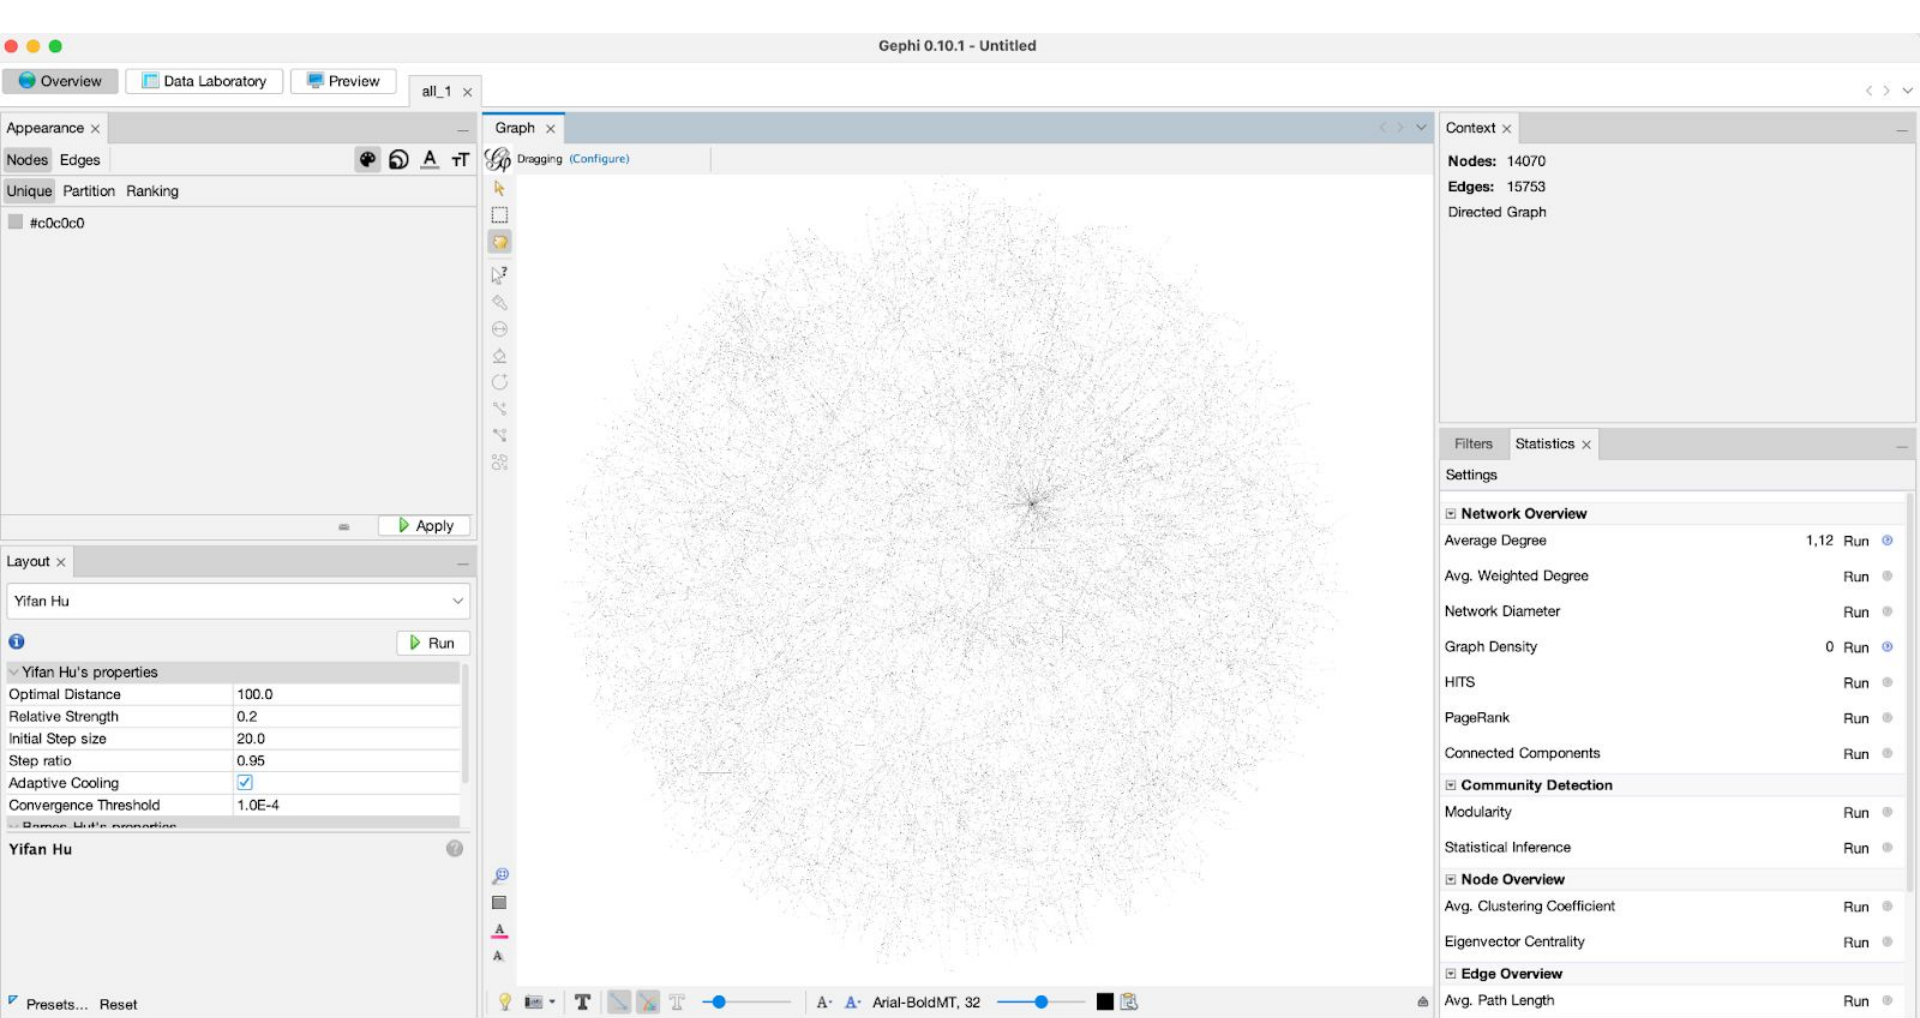 Gephi 0.10.1 - Untitled
Overview
Data Laboratory
Preview
all_1
Appearance
Nodes Edges
Unique Partition Ranking
#c0c0c0
Apply
Layout
Yifan Hu
Run
Yifan Hu's properties
Optimal Distance 100.0
Relative Strength 0.2
Initial Step size 20.0
Step ratio 0.95
Adaptive Cooling
Convergence Threshold 1.0E-4
Barnes-Hut's properties
Yifan Hu
Presets... Reset
Graph
Dragging (Configure)
Arial-BoldMT, 32
Context
Nodes: 14070
Edges: 15753
Directed Graph
Filters
Statistics
Settings
Network Overview
Average Degree 1,12 Run
Avg. Weighted Degree Run
Network Diameter Run
Graph Density 0 Run
HITS Run
PageRank Run
Connected Components Run
Community Detection
Modularity Run
Statistical Inference Run
Node Overview
Avg. Clustering Coefficient Run
Eigenvector Centrality Run
Edge Overview
Avg. Path Length Run